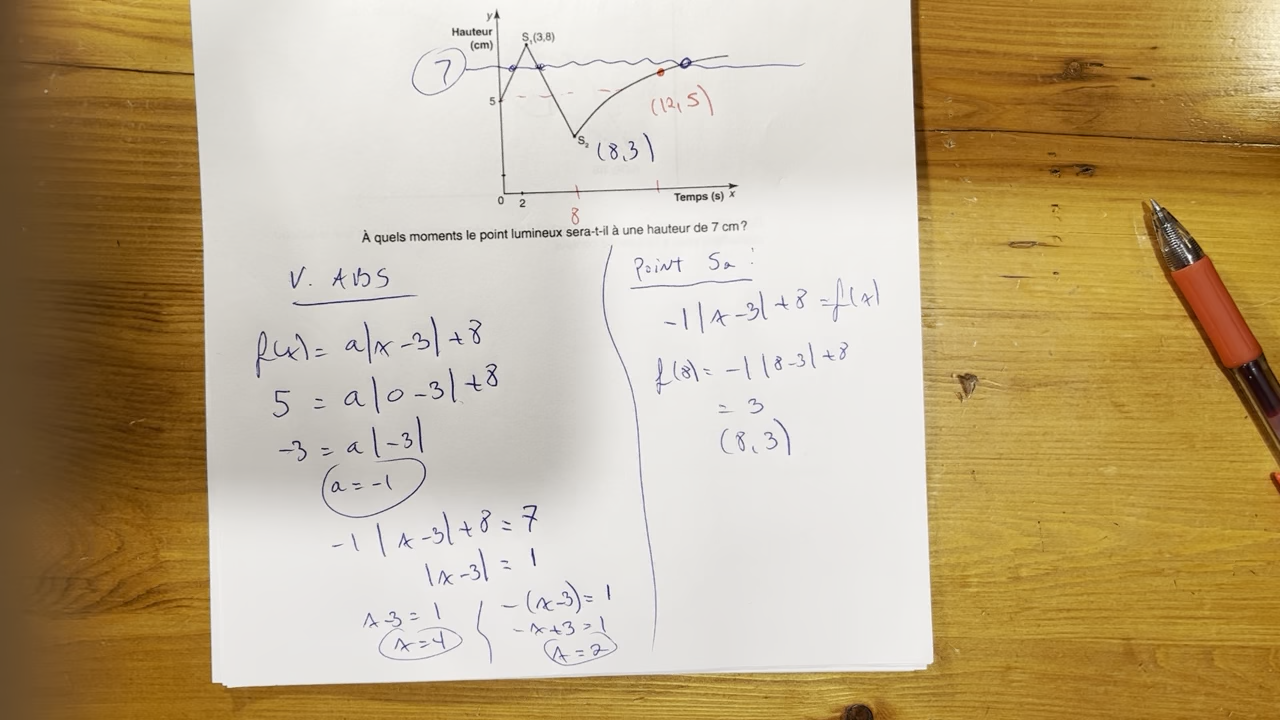 y
Hauteur
(cm)
S₁(3,8)
7
5
(12,5)
S₂
(8,3)
0
2
8
Temps (s) x
À quels moments le point lumineux sera-t-il à une hauteur de 7 cm?
V. ABS
f(x) = a|x-3|+8
5 = a|0-3|+8
-3 = a|-3|
a = -1
-1|x-3|+8 = 7
|x-3| = 1
x-3 = 1
x = 4
-(x-3) = 1
-x+3 = 1
x = 2
Point S₂ :
-1|x-3|+8 = f(x)
f(8) = -1|8-3|+8
= 3
(8,3)